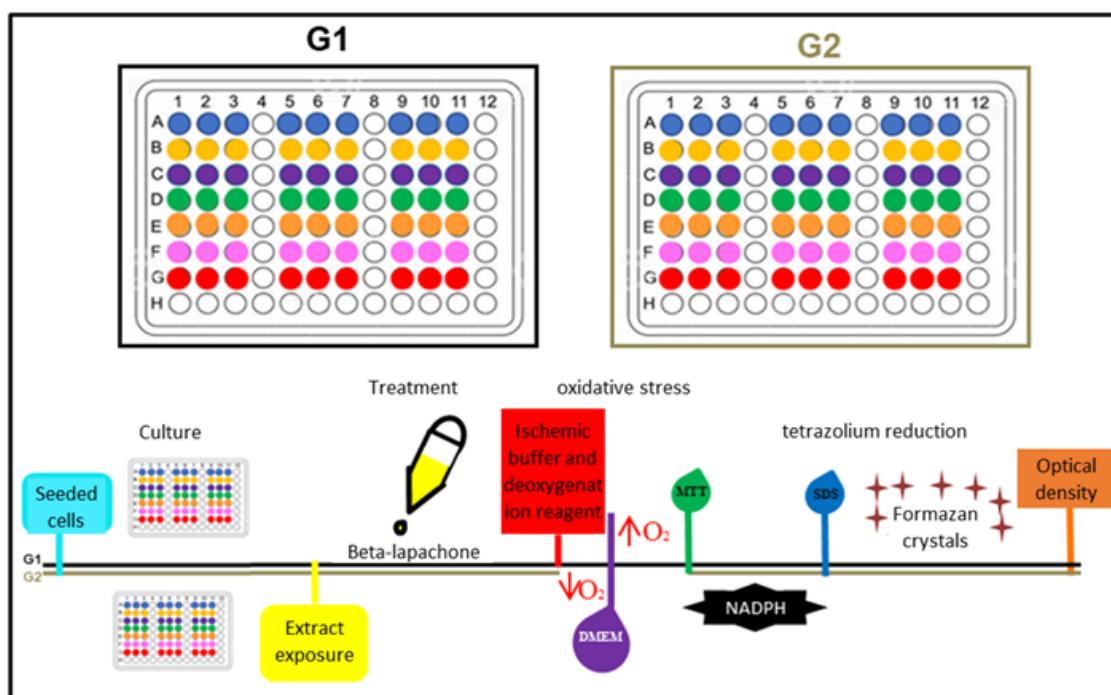 G1
G2
1 2 3 4 5 6 7 8 9 10 11 12
A
B
C
D
E
F
G
H
1 2 3 4 5 6 7 8 9 10 11 12
A
B
C
D
E
F
G
H
Treatment
oxidative stress
Culture
tetrazolium reduction
Seeded
cells
Ischemic
buffer and
deoxygenat
ion reagent
MTT
SDS
Formazan
crystals
Optical
density
↑O₂
Beta-lapachone
G1
G2
↓O₂
NADPH
Extract
exposure
DMEM